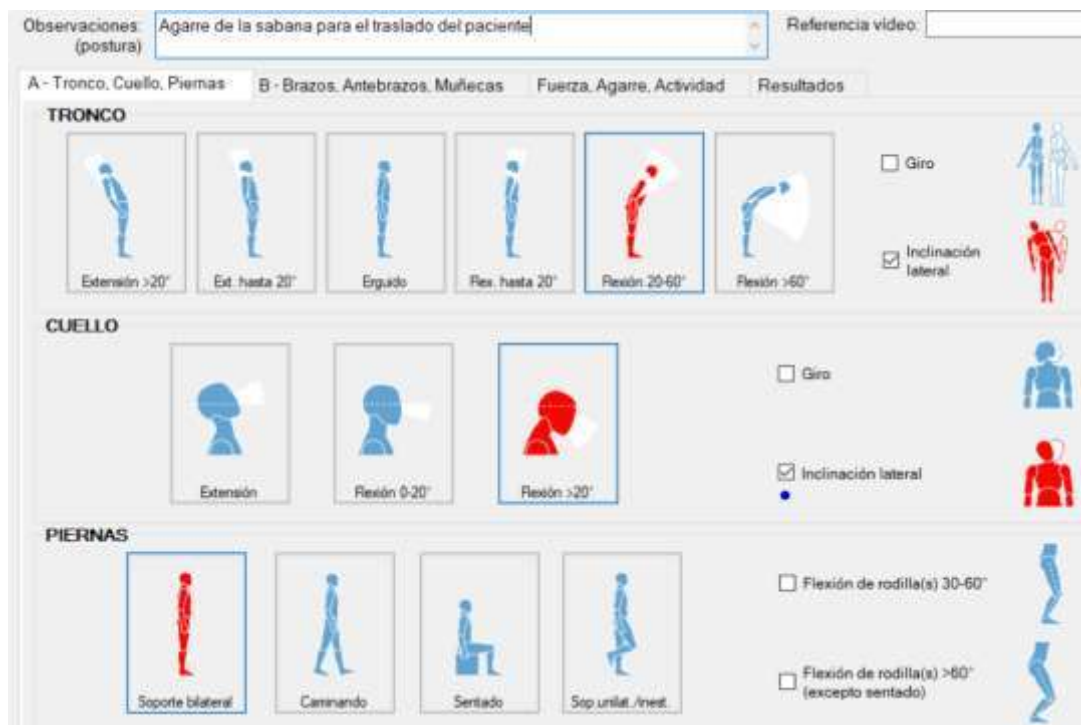 Observaciones: Agarre de la sabana para el traslado del paciente Referencia vídeo:
(postura)
A - Tronco, Cuello, Piernas B - Brazos, Antebrazos, Muñecas Fuerza, Agarre, Actividad Resultados
TRONCO
Giro
Inclinación
lateral
Extensión >20° Ext. hasta 20° Erguido Flex. hasta 20° Flexión 20-60° Flexión >60°
CUELLO
Giro
Inclinación lateral
Extensión Flexión 0-20° Flexión >20°
PIERNAS
Flexión de rodilla(s) 30-60°
Flexión de rodilla(s) >60°
(excepto sentado)
Soporte bilateral Caminando Sentado Sop.unilat./inest.